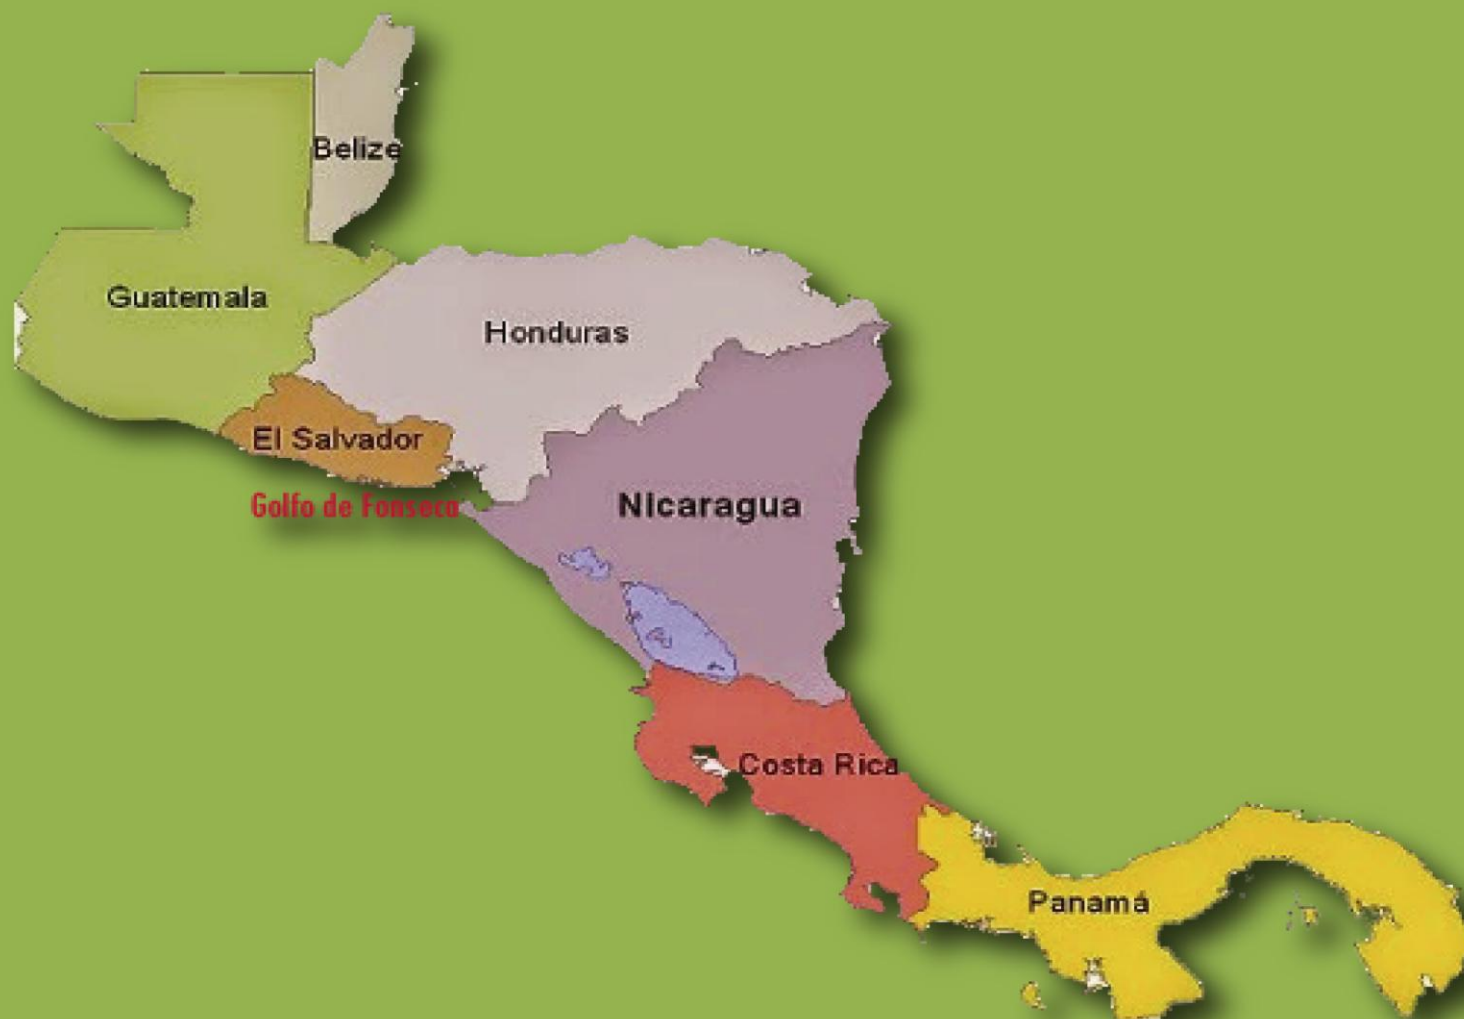 Belize
Guatemala
Honduras
El Salvador
Golfo de Fonseca
Nicaragua
Costa Rica
Panamá